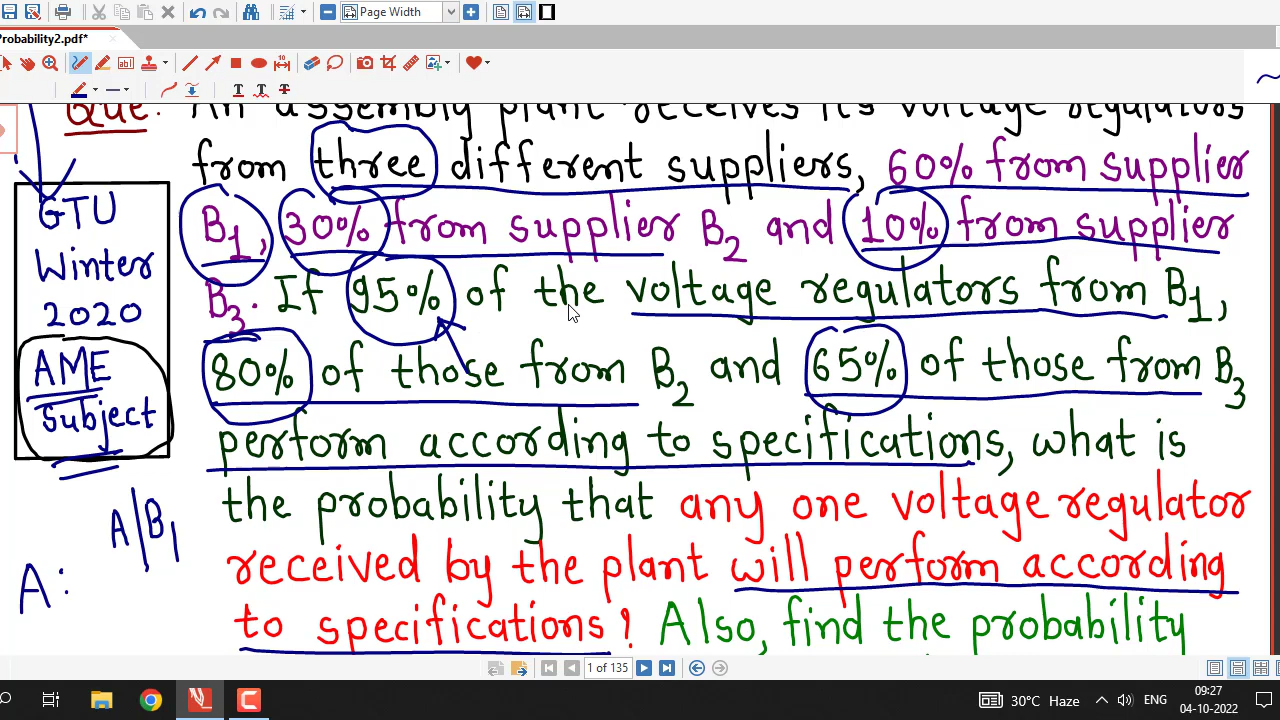 Page Width
Probability2.pdf*
Que: An assembly plant receives its voltage regulators
from three different suppliers, 60% from supplier
B1, 30% from supplier B2 and 10% from supplier
B3. If 95% of the voltage regulators from B1,
80% of those from B2 and 65% of those from B3
perform according to specifications, what is
the probability that any one voltage regulator
received by the plant will perform according
to specifications? Also, find the probability
GTU
Winter
2020
AME
Subject
A/B1
A:
1 of 135
30°C Haze
ENG
09:27
04-10-2022